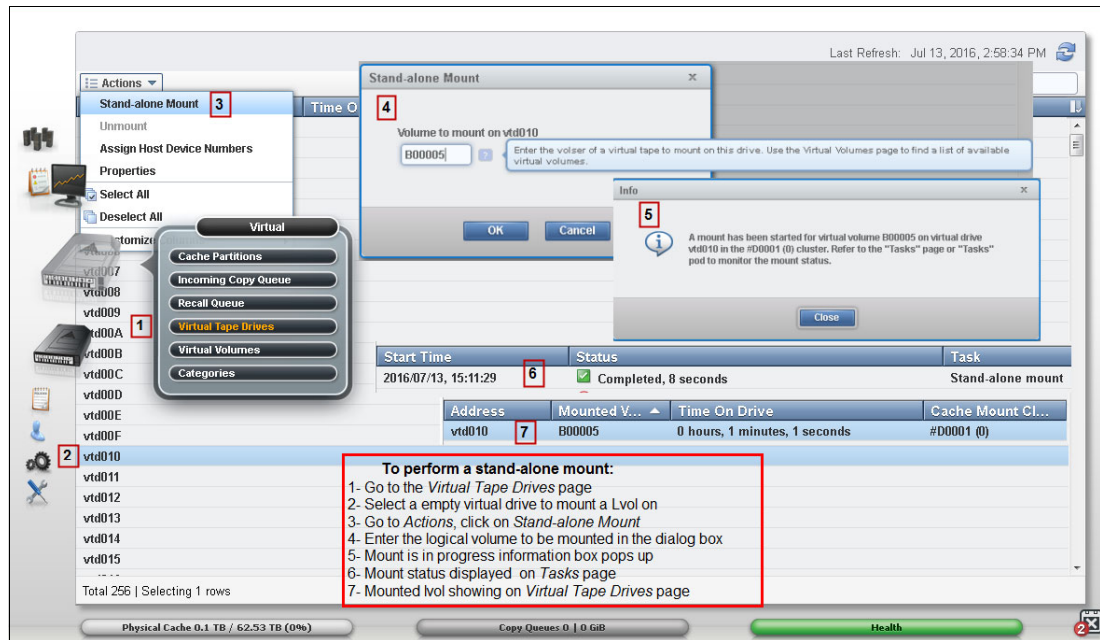 Last Refresh: Jul 13, 2016, 2:58:34 PM
Actions
Stand-alone Mount
3
Time O
Unmount
Assign Host Device Numbers
Properties
Select All
Deselect All
Stand-alone Mount
x
4
Volume to mount on vtd010
B00005
?
Enter the volser of a virtual tape to mount on this drive. Use the Virtual Volumes page to find a list of available
virtual volumes.
OK
Cancel
Info
x
5
A mount has been started for virtual volume B00005 on virtual drive
vtd010 in the #D0001 (0) cluster. Refer to the "Tasks" page or "Tasks"
pod to monitor the mount status.
Close
Virtual
Cache Partitions
Incoming Copy Queue
Recall Queue
1
Virtual Tape Drives
Virtual Volumes
Categories
vtd007
vtd008
vtd009
vtd00A
vtd00B
vtd00C
vtd00D
vtd00E
vtd00F
2
vtd010
vtd011
vtd012
vtd013
vtd014
vtd015
Start Time
Status
Task
2016/07/13, 15:11:29
6
Completed, 8 seconds
Stand-alone mount
Address
Mounted V...
Time On Drive
Cache Mount Cl...
vtd010
7
B00005
0 hours, 1 minutes, 1 seconds
#D0001 (0)
To perform a stand-alone mount:
1- Go to the Virtual Tape Drives page
2- Select a empty virtual drive to mount a Lvol on
3- Go to Actions, click on Stand-alone Mount
4- Enter the logical volume to be mounted in the dialog box
5- Mount is in progress information box pops up
6- Mount status displayed on Tasks page
7- Mounted lvol showing on Virtual Tape Drives page
Total 256 | Selecting 1 rows
Physical Cache 0.1 TB / 62.53 TB (0%)
Copy Queues 0 | 0 GiB
Health
2